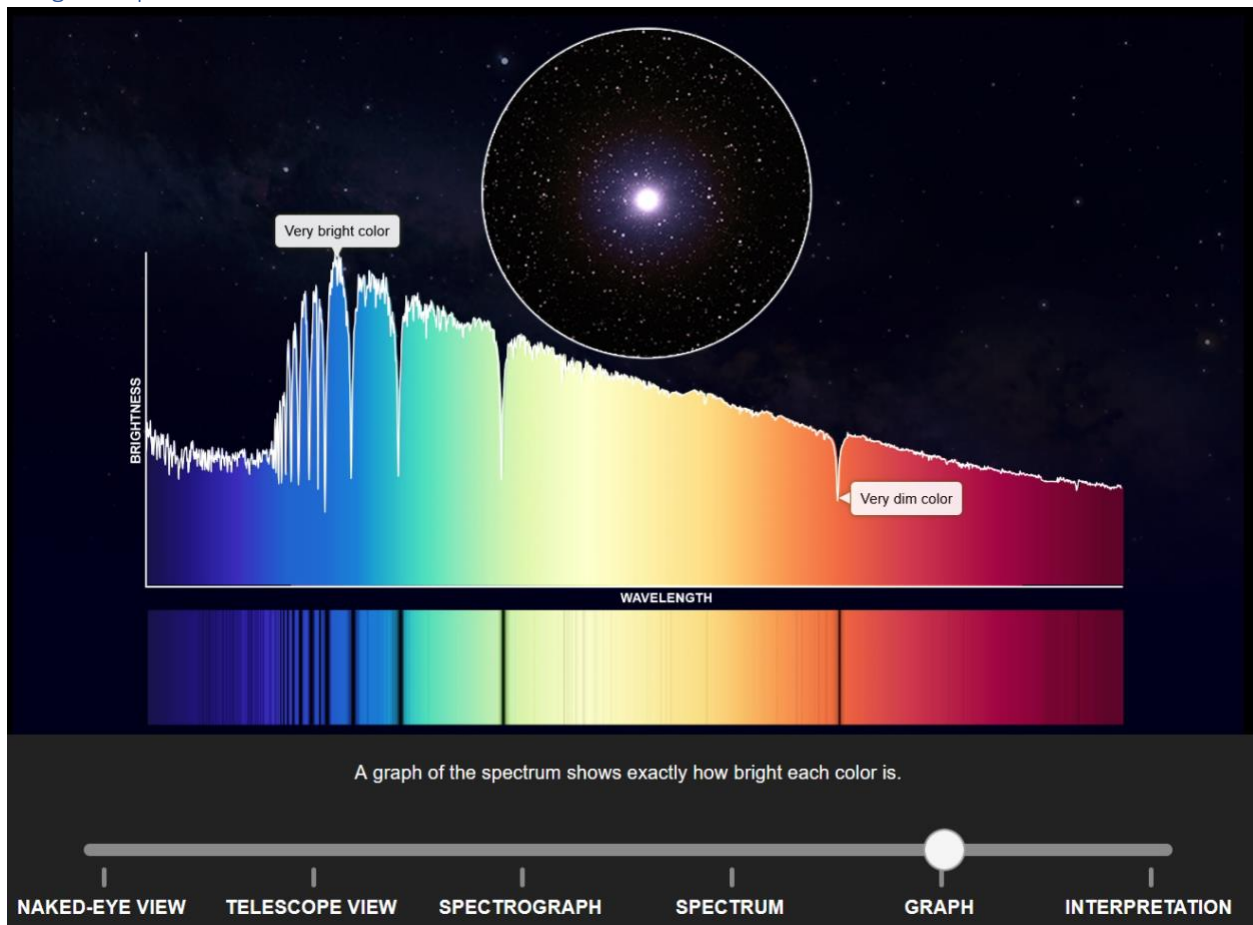 Very bright color
BRIGHTNESS
Very dim color
WAVELENGTH
A graph of the spectrum shows exactly how bright each color is.
NAKED-EYE VIEW TELESCOPE VIEW SPECTROGRAPH SPECTRUM GRAPH INTERPRETATION